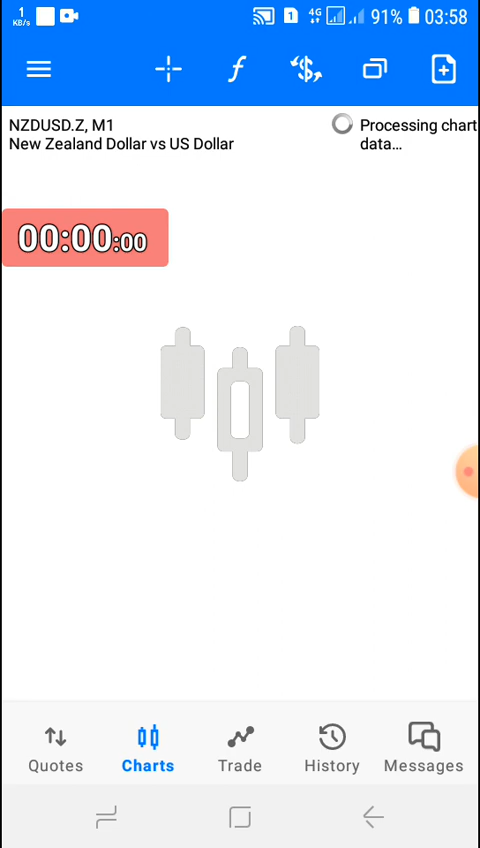 1
KB/s
1
4G
91%
03:58
f
$
NZDUSD.Z, M1
New Zealand Dollar vs US Dollar
Processing chart
data...
00:00:00
Quotes
Charts
Trade
History
Messages